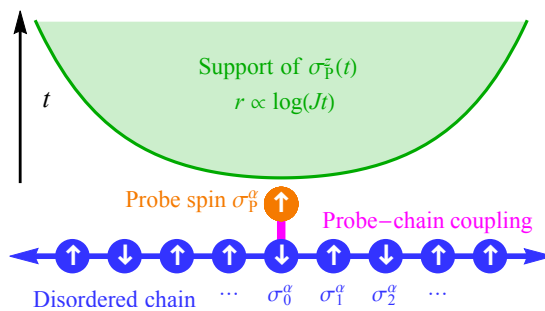 Support of σ_P^z(t)
r ∝ log(Jt)
t
Probe spin σ_P^α
Probe−chain coupling
Disordered chain ... σ_0^α σ_1^α σ_2^α ...